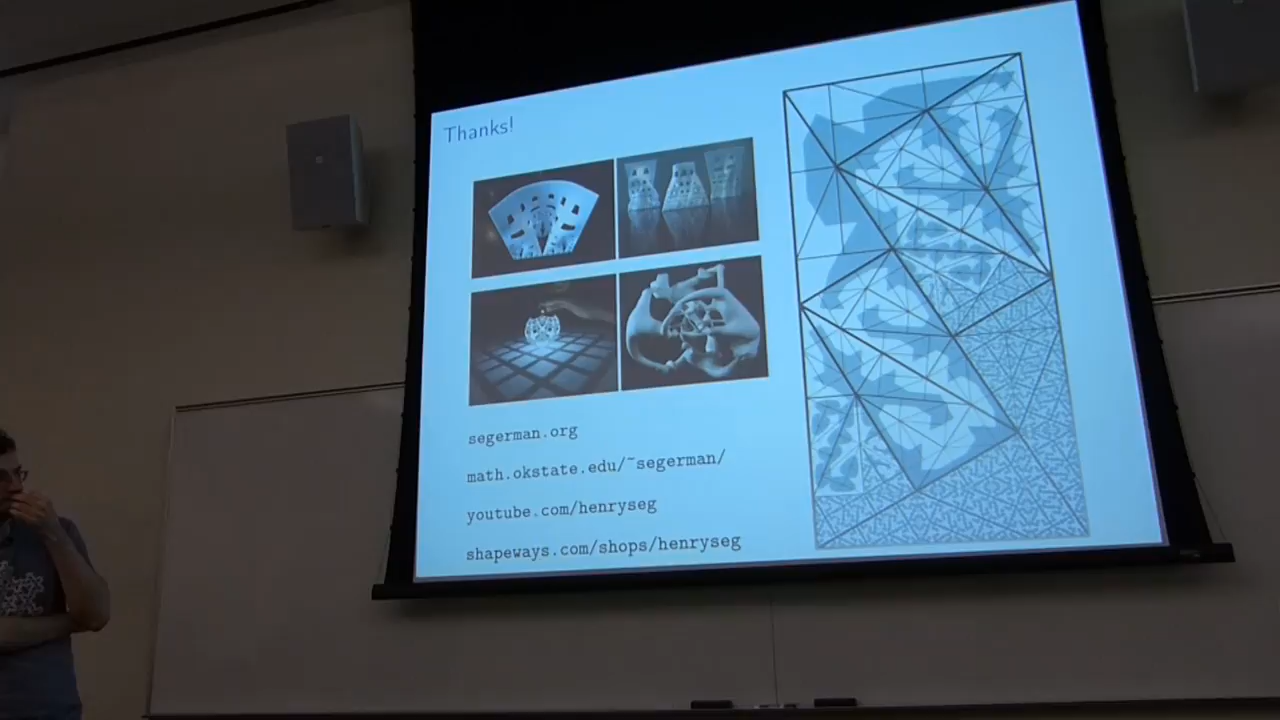 Thanks!
segerman.org
math.okstate.edu/~segerman/
youtube.com/henryseg
shapeways.com/shops/henryseg